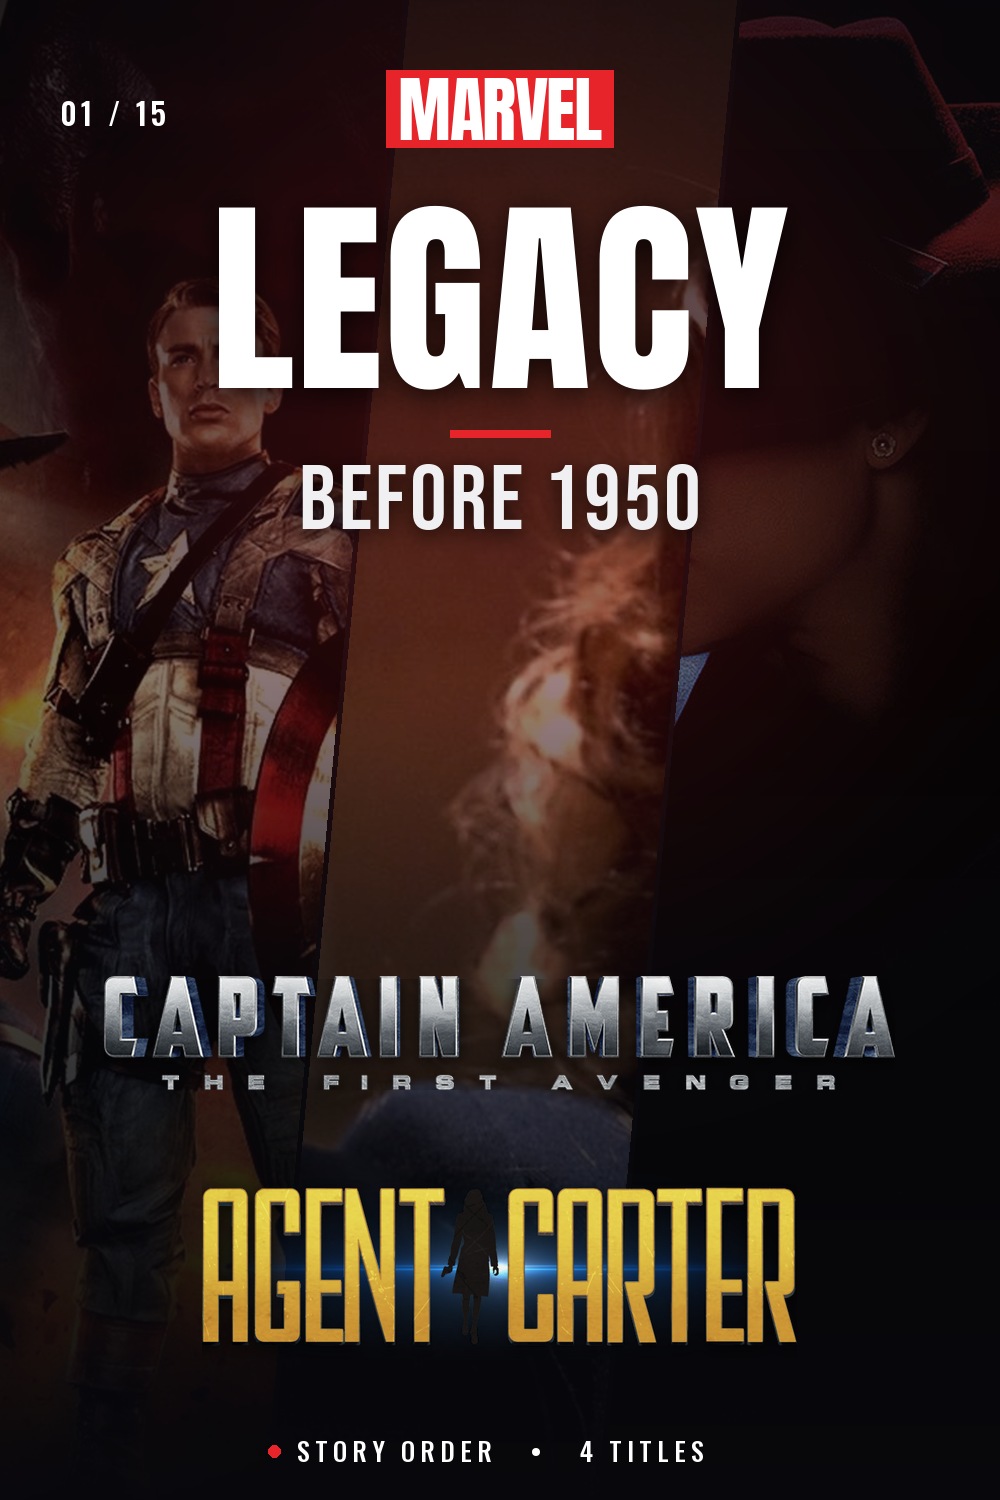 01 / 15
MARVEL
LEGACY
BEFORE 1950
CAPTAIN AMERICA
THE FIRST AVENGER
AGENT CARTER
STORY ORDER • 4 TITLES